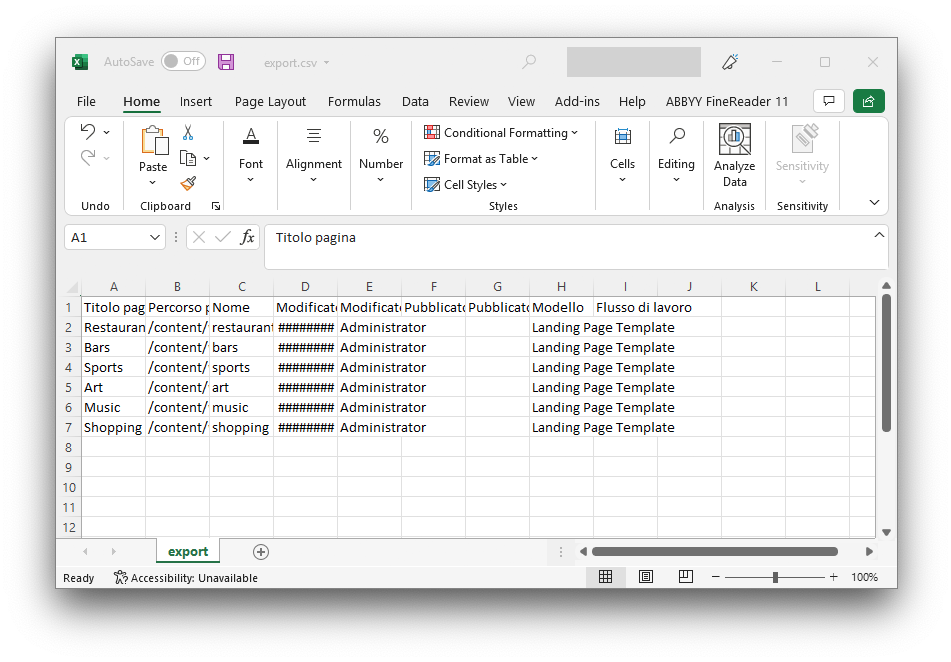 AutoSave Off export.csv
File Home Insert Page Layout Formulas Data Review View Add-ins Help ABBYY FineReader 11
Paste Font Alignment Number Conditional Formatting Format as Table Cell Styles Cells Editing Analyze Data Sensitivity
Undo Clipboard Styles Analysis Sensitivity
A1 fx Titolo pagina
A B C D E F G H I J K L
1 Titolo pag Percorso p Nome Modificato Modificato Pubblicato Pubblicato Modello Flusso di lavoro
2 Restauran /content/ restaurant ######## Administrator Landing Page Template
3 Bars /content/ bars ######## Administrator Landing Page Template
4 Sports /content/ sports ######## Administrator Landing Page Template
5 Art /content/ art ######## Administrator Landing Page Template
6 Music /content/ music ######## Administrator Landing Page Template
7 Shopping /content/ shopping ######## Administrator Landing Page Template
8
9
10
11
12
export
Ready Accessibility: Unavailable 100%